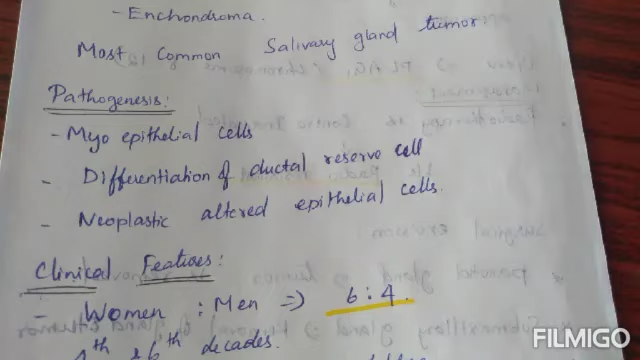 - Enchondroma.
Most Common Salivary gland tumor
Pathogenesis:
- Myo epithelial cells
- Differentiation of ductal reserve cell
- Neoplastic altered epithelial cells.
Clinical Features:
- Women : Men => 6:4.
4th & 6th decades.
FILMIGO